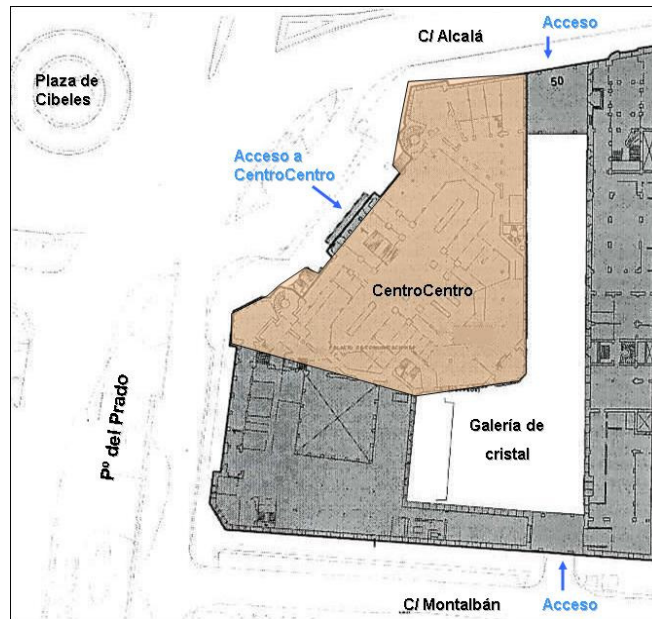 C/ Alcalá
Acceso
Plaza de
Cibeles
50
Acceso a
CentroCentro
CentroCentro
Pº del Prado
Galería de
cristal
C/ Montalbán
Acceso